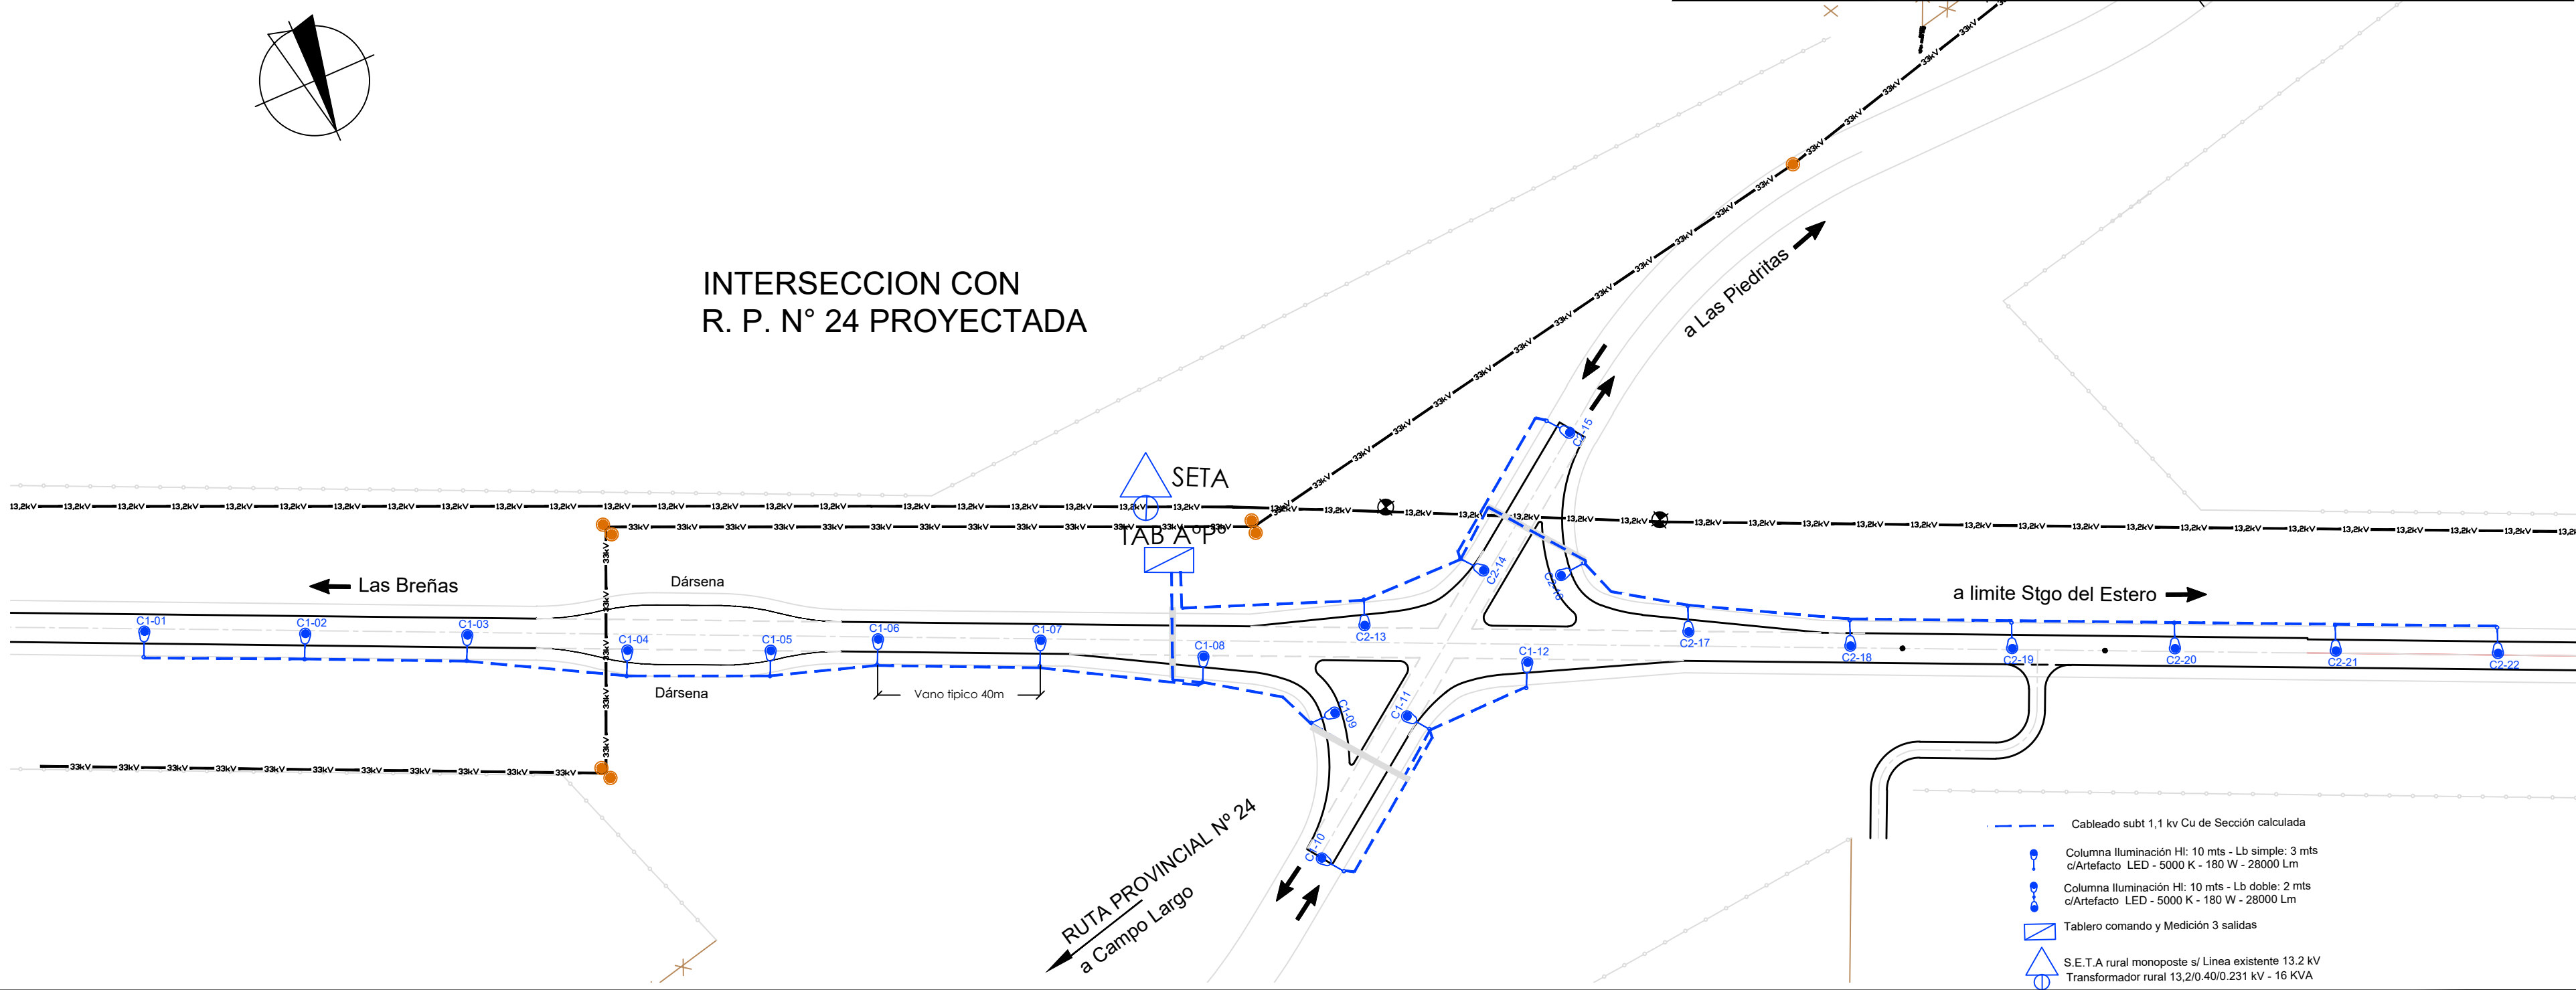 INTERSECCION CON
R. P. N° 24 PROYECTADA
a Las Piedritas
SETA
TAB AºPº
33kV
13,2kV
Las Breñas
Dársena
Dársena
a limite Stgo del Estero
C1-01
C1-02
C1-03
C1-04
C1-05
C1-06
C1-07
C1-08
C1-09
C1-10
C1-11
C1-12
C2-13
C2-14
C2-17
C2-18
C2-19
C2-20
C2-21
C2-22
Vano tipico 40m
RUTA PROVINCIAL Nº 24
a Campo Largo
Cableado subt 1,1 kv Cu de Sección calculada
Columna Iluminación Hl: 10 mts - Lb simple: 3 mts
c/Artefacto LED - 5000 K - 180 W - 28000 Lm
Columna Iluminación Hl: 10 mts - Lb doble: 2 mts
c/Artefacto LED - 5000 K - 180 W - 28000 Lm
Tablero comando y Medición 3 salidas
S.E.T.A rural monoposte s/ Linea existente 13.2 kV
Transformador rural 13,2/0.40/0.231 kV - 16 KVA